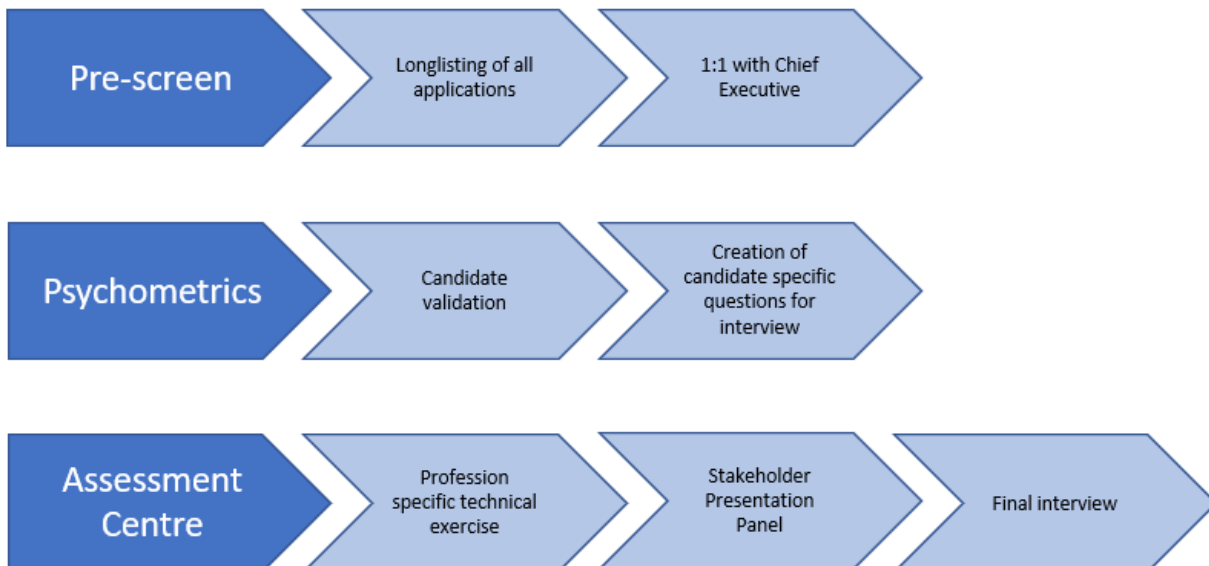 Pre-screen
Longlisting of all
applications
1:1 with Chief
Executive
Psychometrics
Candidate
validation
Creation of
candidate specific
questions for
interview
Assessment
Centre
Profession
specific technical
exercise
Stakeholder
Presentation
Panel
Final interview